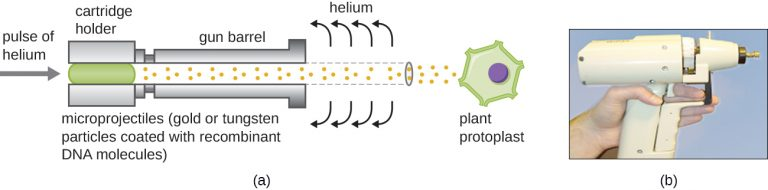 cartridge
holder
pulse of
helium
gun barrel
helium
microprojectiles (gold or tungsten
particles coated with recombinant
DNA molecules)
plant
protoplast
(a)
(b)